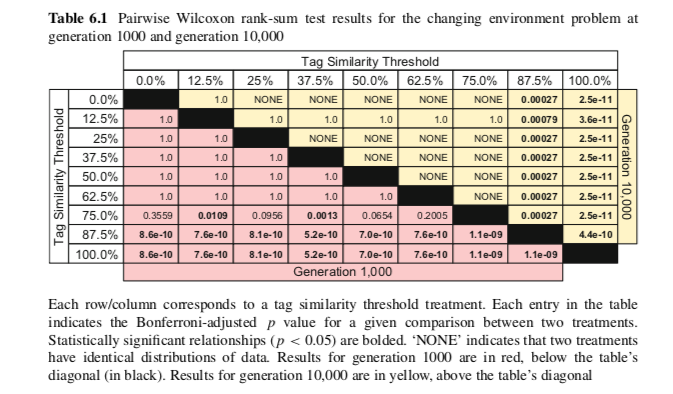 Table 6.1 Pairwise Wilcoxon rank-sum test results for the changing environment problem at
generation 1000 and generation 10,000
Tag Similarity Threshold
0.0% 12.5% 25% 37.5% 50.0% 62.5% 75.0% 87.5% 100.0%
Tag Similarity Threshold
0.0% 1.0 NONE NONE NONE NONE NONE 0.00027 2.5e-11
12.5% 1.0 1.0 1.0 1.0 1.0 1.0 0.00079 3.6e-11
25% 1.0 1.0 NONE NONE NONE NONE 0.00027 2.5e-11
37.5% 1.0 1.0 1.0 NONE NONE NONE 0.00027 2.5e-11
50.0% 1.0 1.0 1.0 1.0 NONE NONE 0.00027 2.5e-11
62.5% 1.0 1.0 1.0 1.0 1.0 NONE 0.00027 2.5e-11
75.0% 0.3559 0.0109 0.0956 0.0013 0.0654 0.2005 0.00027 2.5e-11
87.5% 8.6e-10 7.6e-10 8.1e-10 5.2e-10 7.0e-10 7.6e-10 1.1e-09 4.4e-10
100.0% 8.6e-10 7.6e-10 8.1e-10 5.2e-10 7.0e-10 7.6e-10 1.1e-09 1.1e-09
Generation 10,000
Generation 1,000
Each row/column corresponds to a tag similarity threshold treatment. Each entry in the table
indicates the Bonferroni-adjusted p value for a given comparison between two treatments.
Statistically significant relationships (p < 0.05) are bolded. ‘NONE’ indicates that two treatments
have identical distributions of data. Results for generation 1000 are in red, below the table’s
diagonal (in black). Results for generation 10,000 are in yellow, above the table’s diagonal